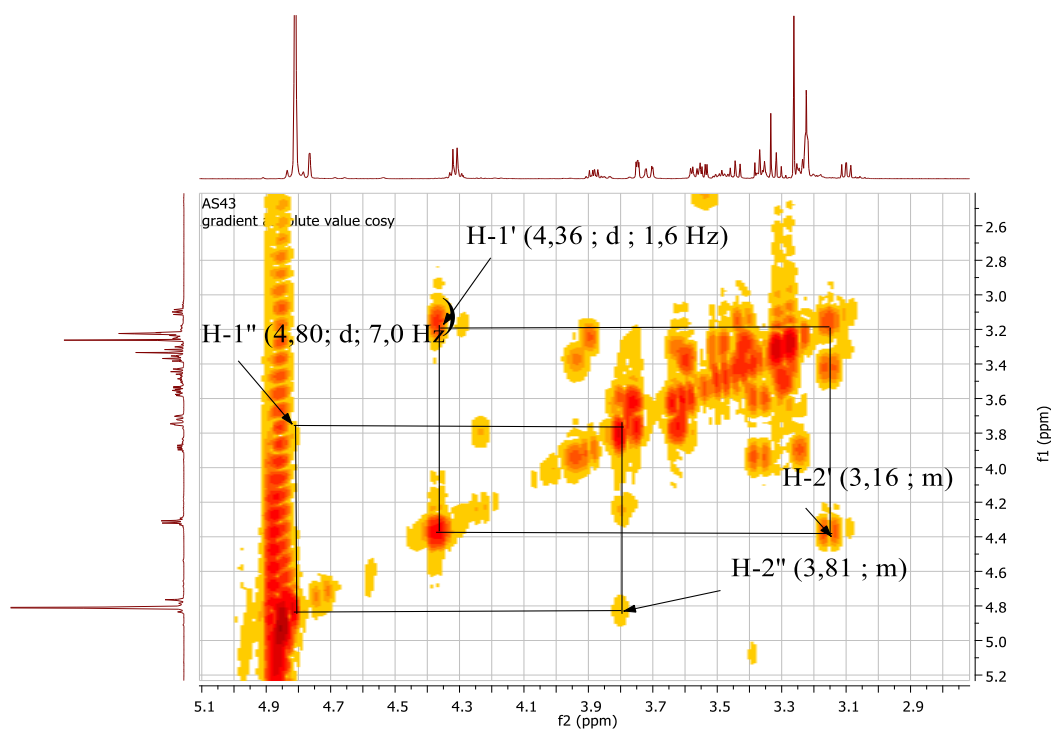 AS43
gradient a olute value cosy
H-1' (4,36 ; d ; 1,6 Hz)
H-1" (4,80; d; 7,0 Hz
H-2' (3,16 ; m)
H-2" (3,81 ; m)
2.6
2.8
3.0
3.2
3.4
3.6
3.8
4.0
4.2
4.4
4.6
4.8
5.0
5.2
f1 (ppm)
5.1 4.9 4.7 4.5 4.3 4.1 3.9 3.7 3.5 3.3 3.1 2.9
f2 (ppm)